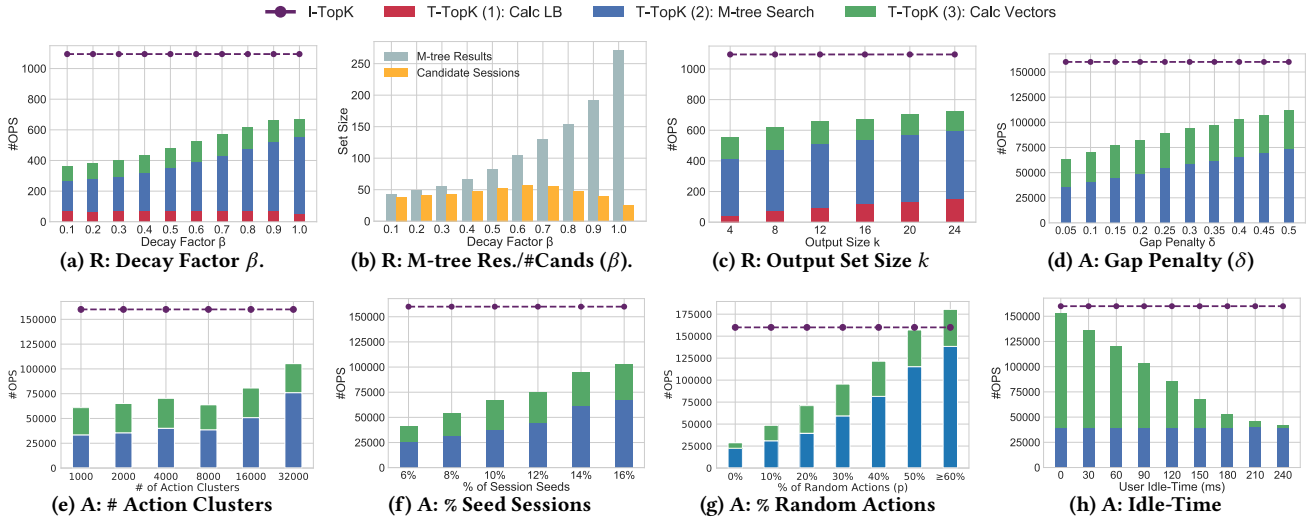 I-TopK T-TopK (1): Calc LB T-TopK (2): M-tree Search T-TopK (3): Calc Vectors
#OPS
1000
800
600
400
200
0
0.1 0.2 0.3 0.4 0.5 0.6 0.7 0.8 0.9 1.0
Decay Factor β
(a) R: Decay Factor β.
M-tree Results
Candidate Sessions
Set Size
250
200
150
100
50
0
0.1 0.2 0.3 0.4 0.5 0.6 0.7 0.8 0.9 1.0
Decay Factor β
(b) R: M-tree Res./#Cands (β).
#OPS
1000
800
600
400
200
0
4 8 12 16 20 24
Output Size k
(c) R: Output Set Size k
#OPS
150000
125000
100000
75000
50000
25000
0
0.05 0.1 0.15 0.2 0.25 0.3 0.35 0.4 0.45 0.5
Gap Penalty δ
(d) A: Gap Penalty (δ)
#OPS
150000
125000
100000
75000
50000
25000
0
1000 2000 4000 8000 16000 32000
# of Action Clusters
(e) A: # Action Clusters
#OPS
150000
125000
100000
75000
50000
25000
0
6% 8% 10% 12% 14% 16%
% of Session Seeds
(f) A: % Seed Sessions
#OPS
175000
150000
125000
100000
75000
50000
25000
0
0% 10% 20% 30% 40% 50% ≥60%
% of Random Actions (p)
(g) A: % Random Actions
#OPS
150000
125000
100000
75000
50000
25000
0
0 30 60 90 120 150 180 210 240
User Idle-Time (ms)
(h) A: Idle-Time